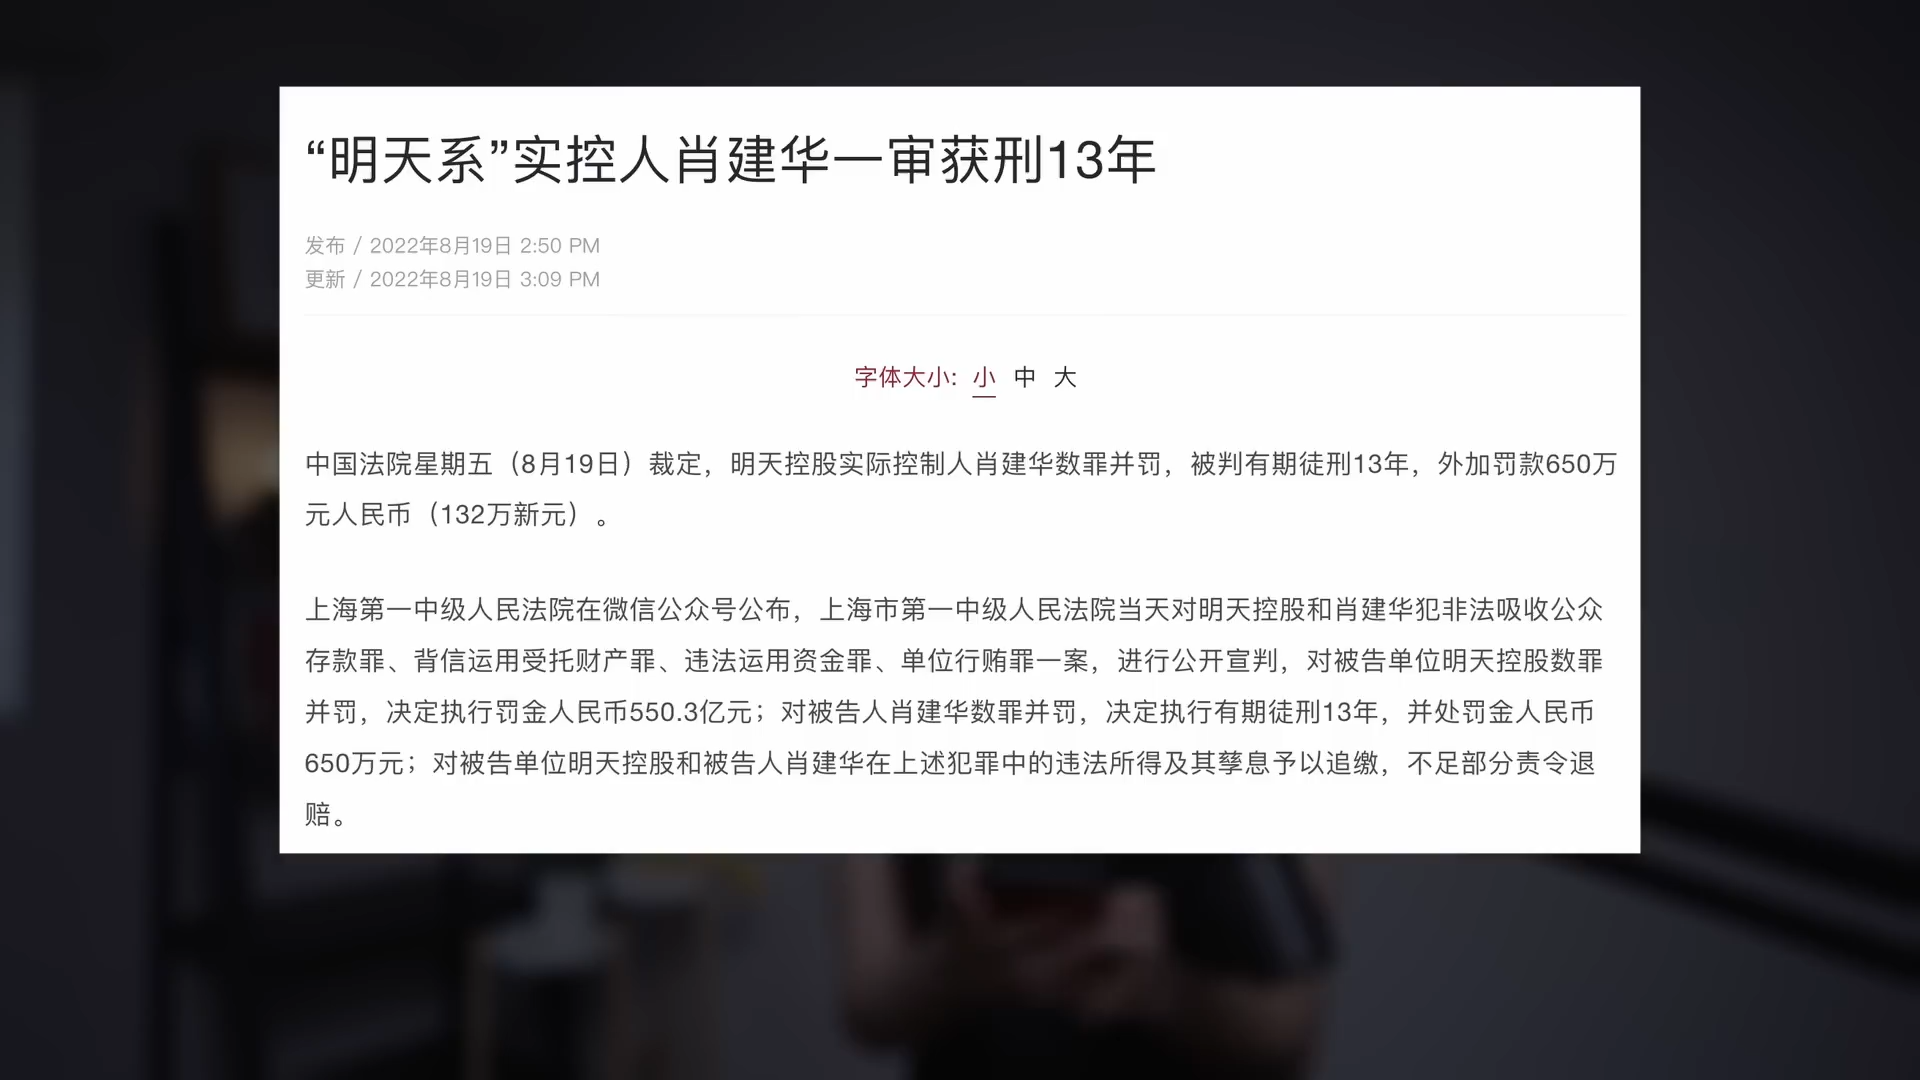 “明天系”实控人肖建华一审获刑13年
发布 / 2022年8月19日 2:50 PM
更新 / 2022年8月19日 3:09 PM
字体大小: 小 中 大
中国法院星期五（8月19日）裁定，明天控股实际控制人肖建华数罪并罚，被判有期徒刑13年，外加罚款650万
元人民币（132万新元）。
上海第一中级人民法院在微信公众号公布，上海市第一中级人民法院当天对明天控股和肖建华犯非法吸收公众
存款罪、背信运用受托财产罪、违法运用资金罪、单位行贿罪一案，进行公开宣判，对被告单位明天控股数罪
并罚，决定执行罚金人民币550.3亿元；对被告人肖建华数罪并罚，决定执行有期徒刑13年，并处罚金人民币
650万元；对被告单位明天控股和被告人肖建华在上述犯罪中的违法所得及其孳息予以追缴，不足部分责令退
赔。